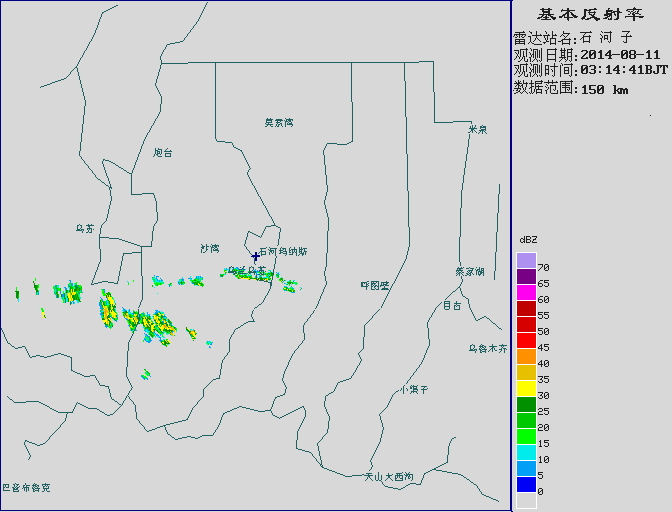 基本反射率
雷达站名:石 河 子
观测日期:2014-08-11
观测时间:03:14:41BJT
数据范围:150 km
莫索湾
米泉
炮台
乌苏
沙湾
石河玛纳斯
呼图壁
蔡家湖
昌台
乌鲁木齐
小渠子
天山大西沟
巴音布鲁克
dBZ
70
65
60
55
50
45
40
35
30
25
20
15
10
5
0